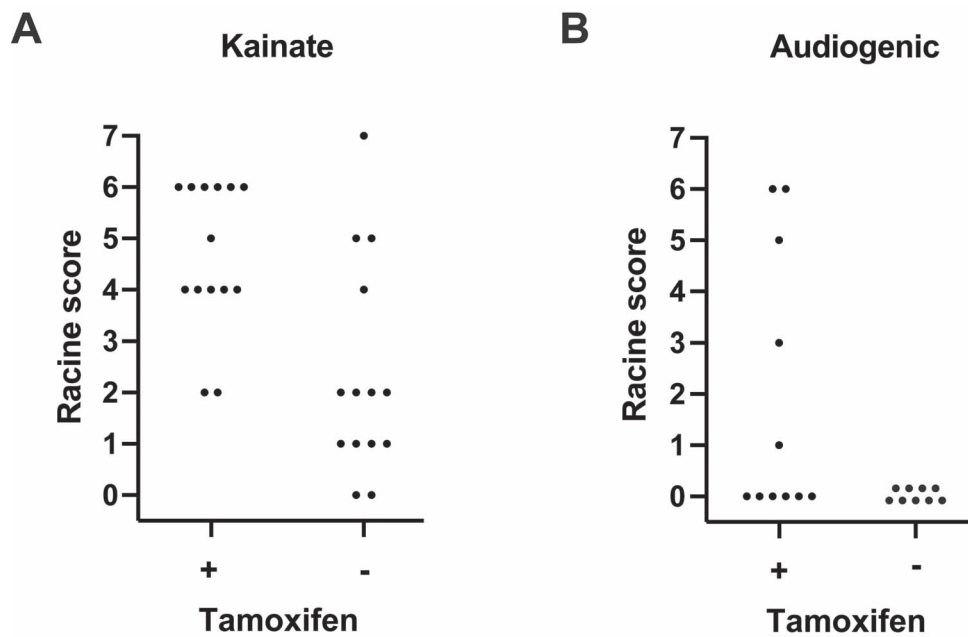 A
Kainate
7
6
5
4
3
2
1
0
Racine score
+ -
Tamoxifen
B
Audiogenic
7
6
5
4
3
2
1
0
Racine score
+ -
Tamoxifen